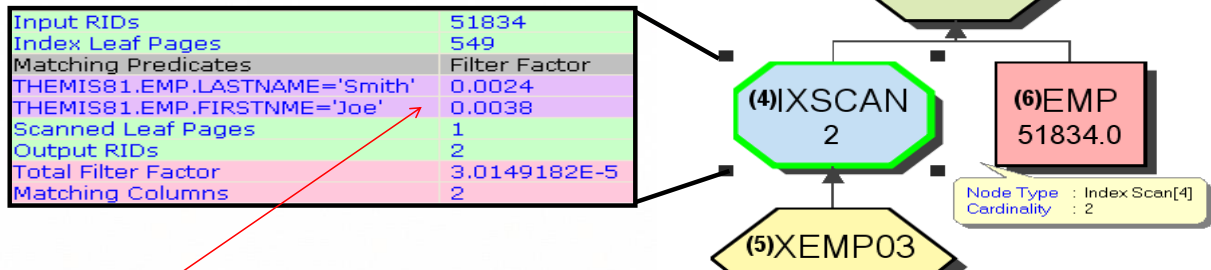 Input RIDs 51834
Index Leaf Pages 549
Matching Predicates Filter Factor
THEMIS81.EMP.LASTNAME='Smith' 0.0024
THEMIS81.EMP.FIRSTNME='Joe' 0.0038
Scanned Leaf Pages 1
Output RIDs 2
Total Filter Factor 3.0149182E-5
Matching Columns 2
(4)IXSCAN
2
(6)EMP
51834.0
Node Type : Index Scan[4]
Cardinality : 2
(5)XEMP03